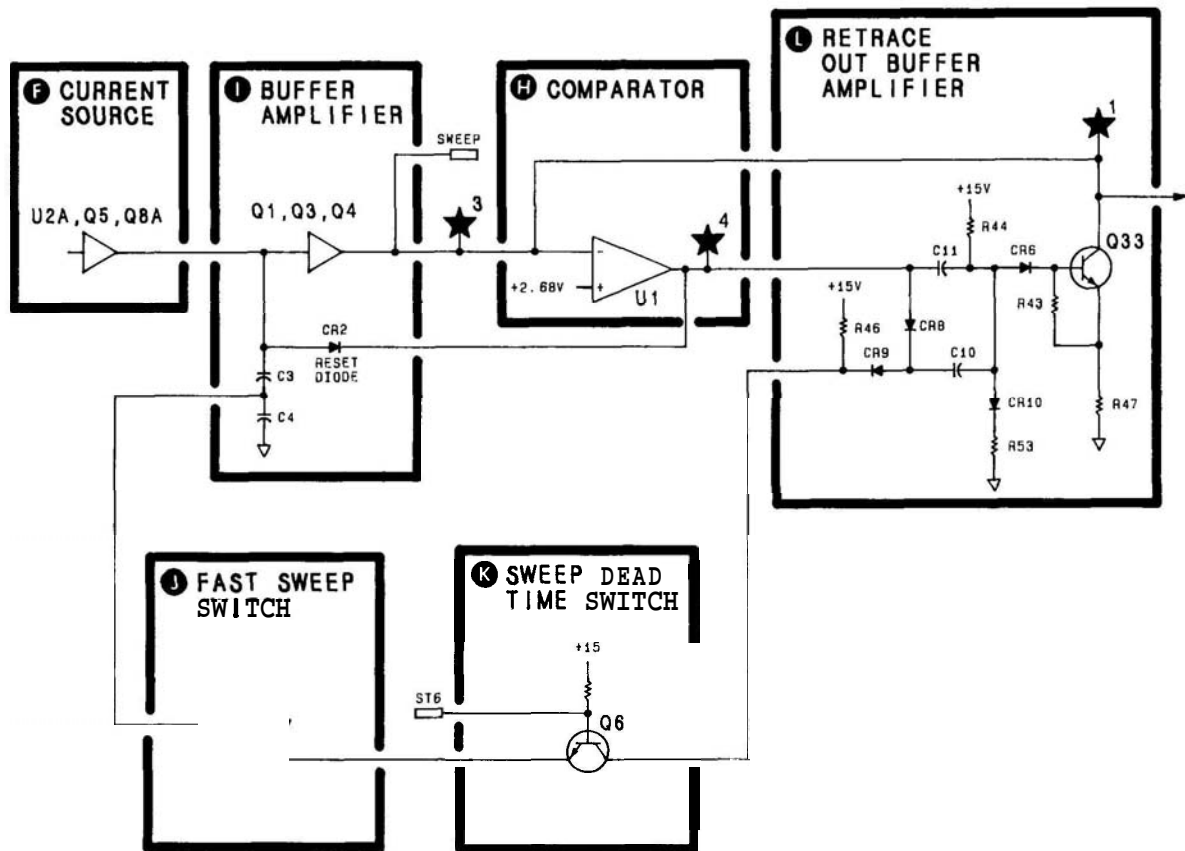 F CURRENT
SOURCE
U2A,Q5,Q8A
I BUFFER
AMPLIFIER
SWEEP
Q1,Q3,Q4
3
CR2
RESET
DIODE
C3
C4
H COMPARATOR
4
-
+2.68V
+
U1
L RETRACE
OUT BUFFER
AMPLIFIER
1
+15V
R44
Q33
C11
CR6
+15V
R43
R46
CR8
CR9
C10
CR10
R47
R53
J FAST SWEEP
SWITCH
K SWEEP DEAD
TIME SWITCH
+15
ST6
Q6